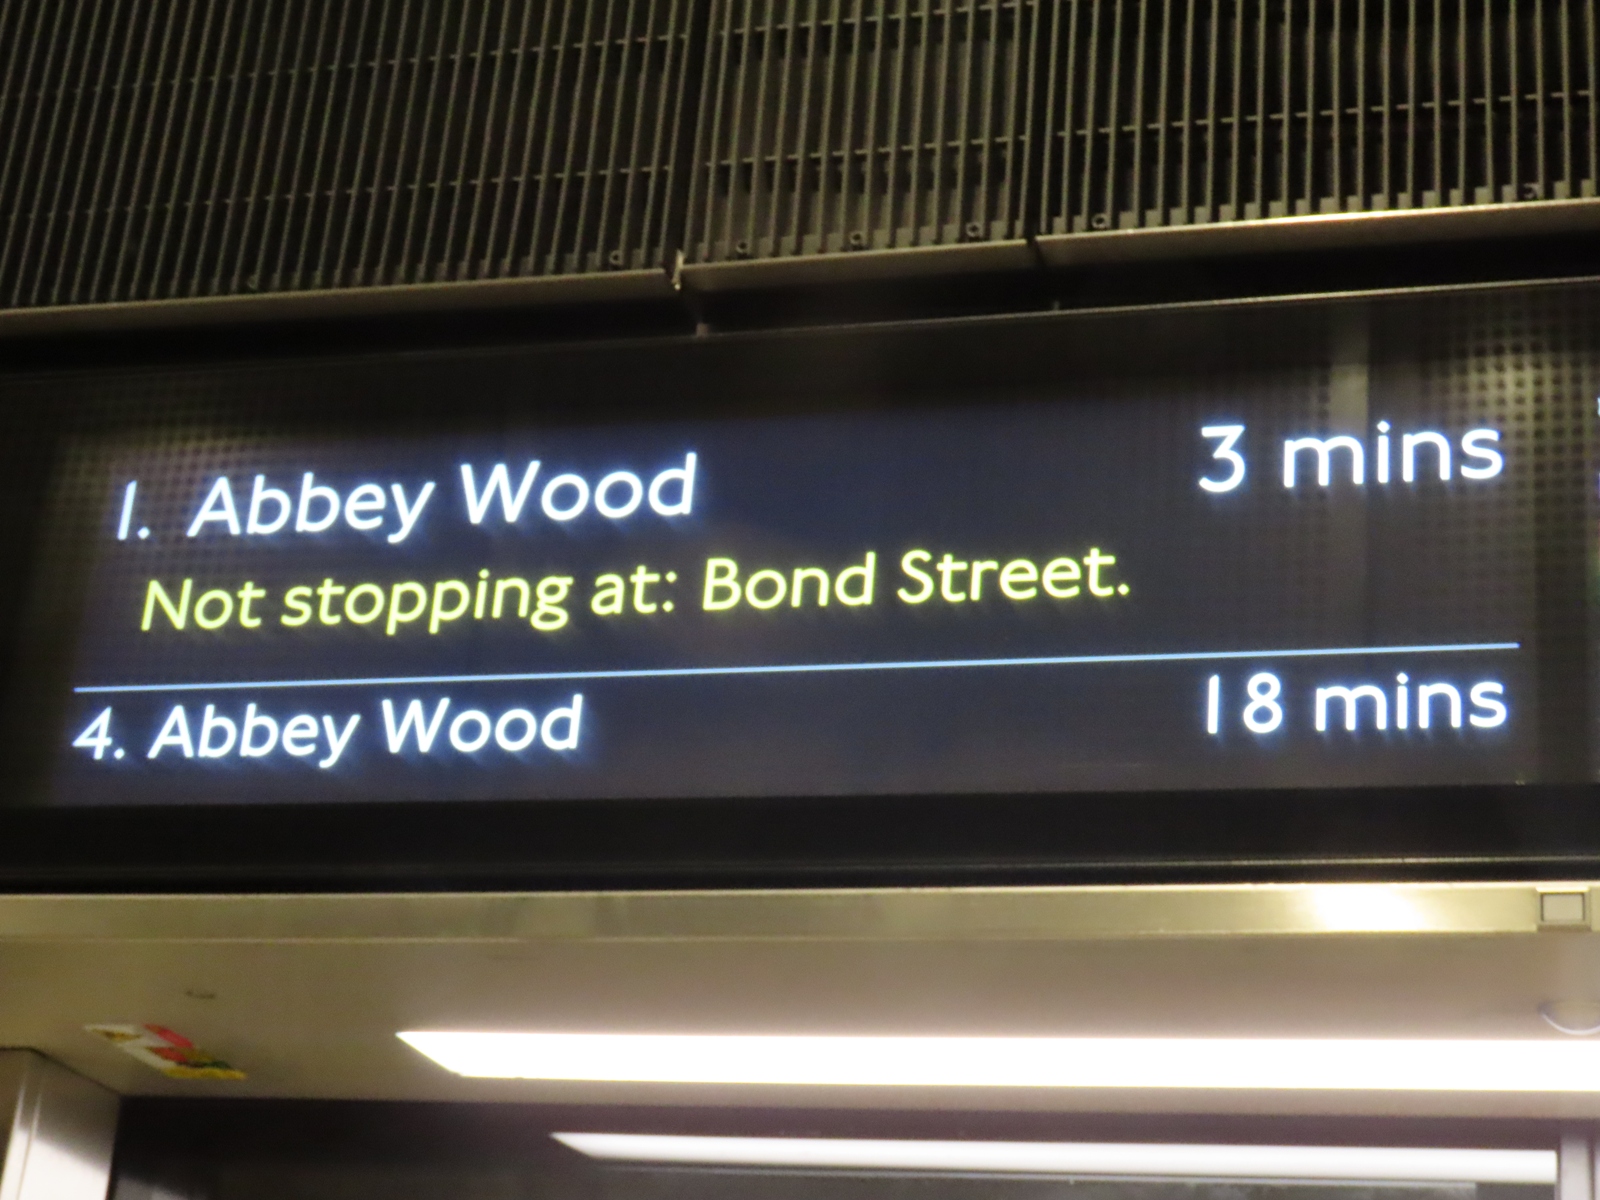 1. Abbey Wood 3 mins
Not stopping at: Bond Street.
4. Abbey Wood 18 mins